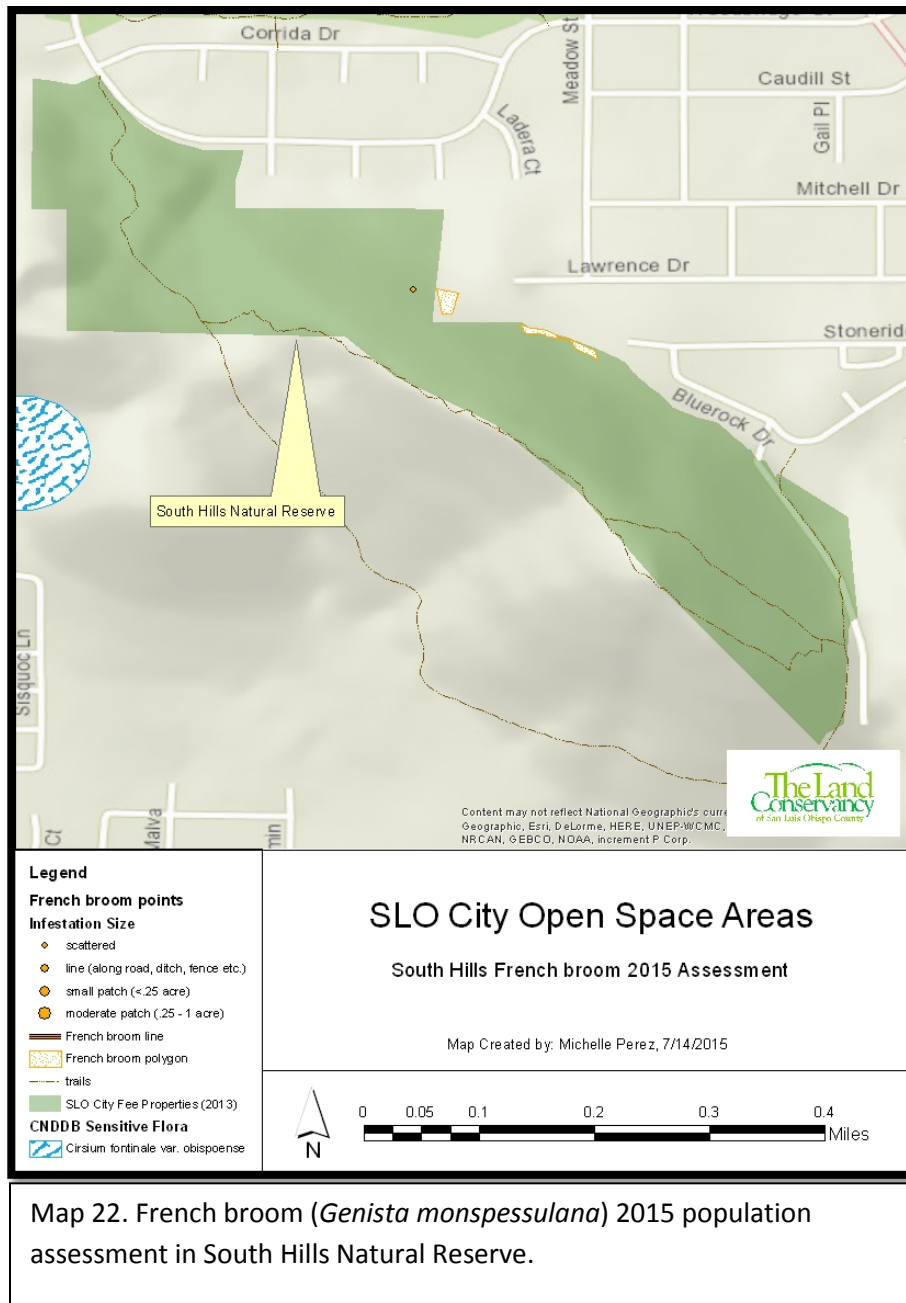 Corrida Dr
Meadow St
Caudill St
Ladera Ct
Gail Pl
Mitchell Dr
Lawrence Dr
Stonerid
Bluerock Dr
South Hills Natural Reserve
Sisquoc Ln
Ct
Malva
min
Content may not reflect National Geographic's curre
Geographic, Esri, DeLorme, HERE, UNEP-WCMC,
NRCAN, GEBCO, NOAA, increment P Corp.
The Land
Conservancy
of San Luis Obispo County
Legend
French broom points
Infestation Size
scattered
line (along road, ditch, fence etc.)
small patch (<.25 acre)
moderate patch (.25 - 1 acre)
French broom line
French broom polygon
trails
SLO City Fee Properties (2013)
CNDDB Sensitive Flora
Cirsium fontinale var. obispoense
SLO City Open Space Areas
South Hills French broom 2015 Assessment
Map Created by: Michelle Perez, 7/14/2015
N
0 0.05 0.1 0.2 0.3 0.4
Miles
Map 22. French broom (Genista monspessulana) 2015 population
assessment in South Hills Natural Reserve.